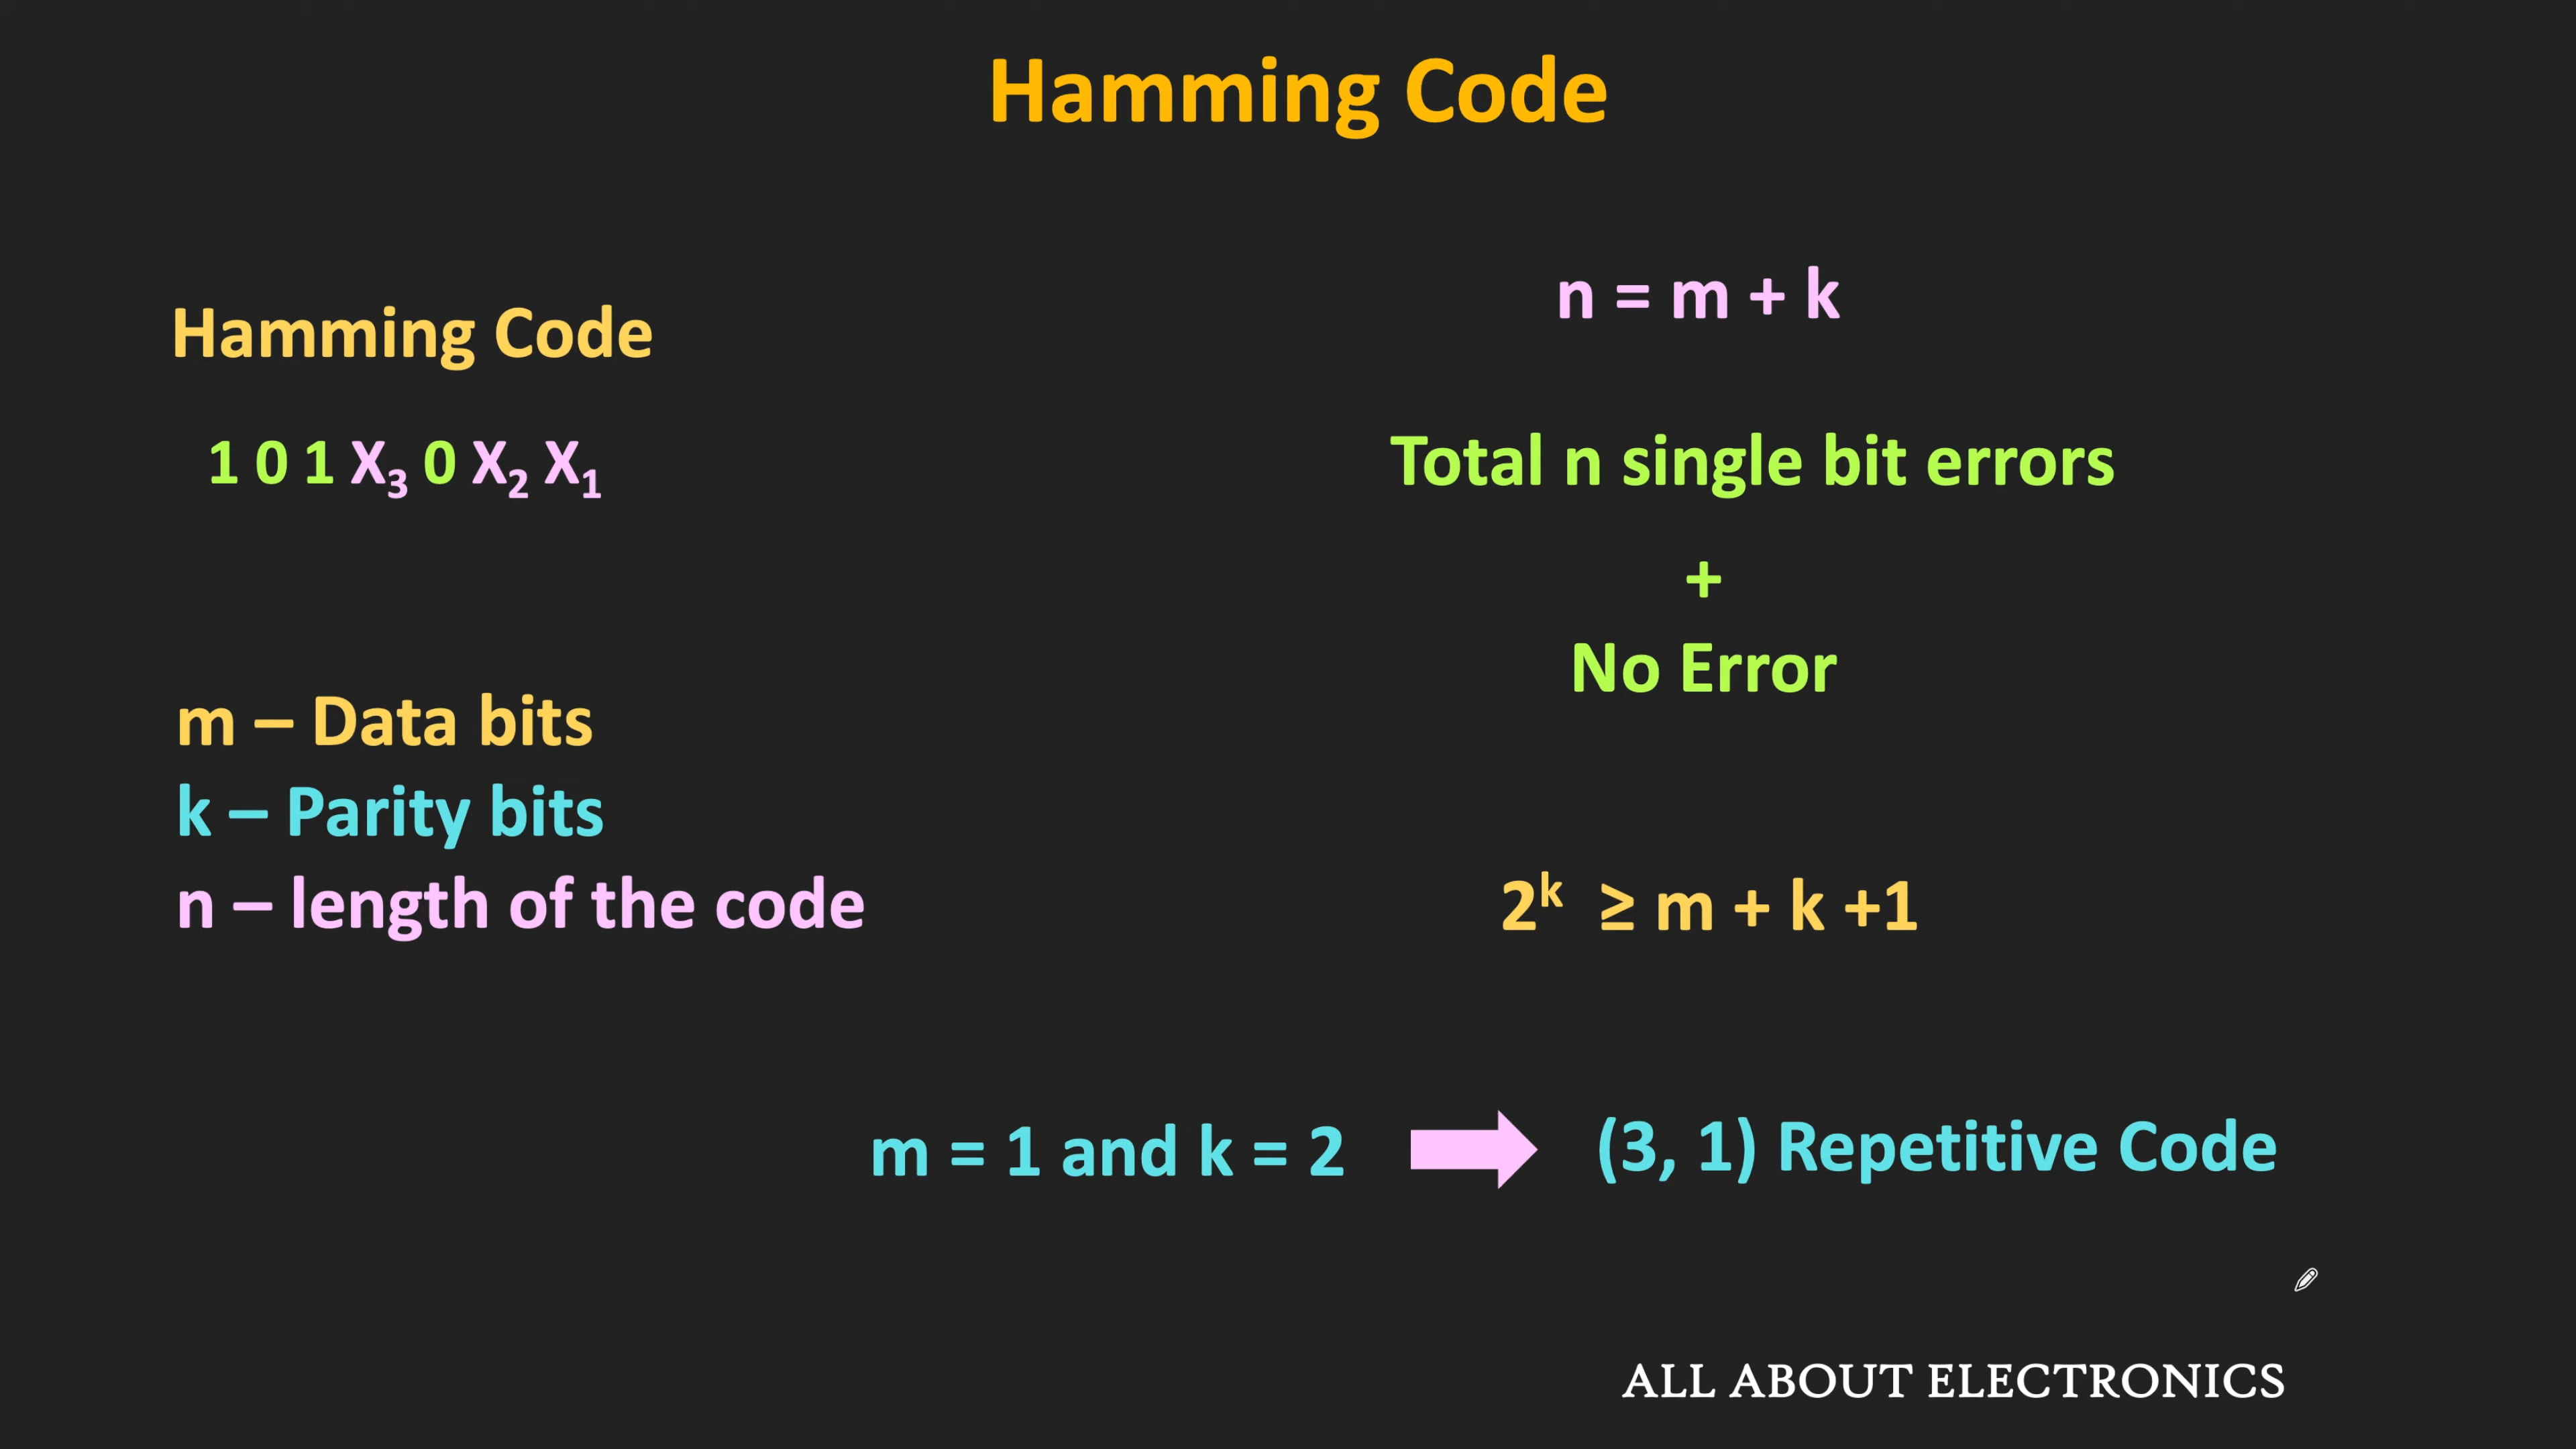 Hamming Code
Hamming Code
1 0 1 X₃ 0 X₂ X₁
m – Data bits
k – Parity bits
n – length of the code
n = m + k
Total n single bit errors
+
No Error
2ᵏ ≥ m + k +1
m = 1 and k = 2
(3, 1) Repetitive Code
ALL ABOUT ELECTRONICS